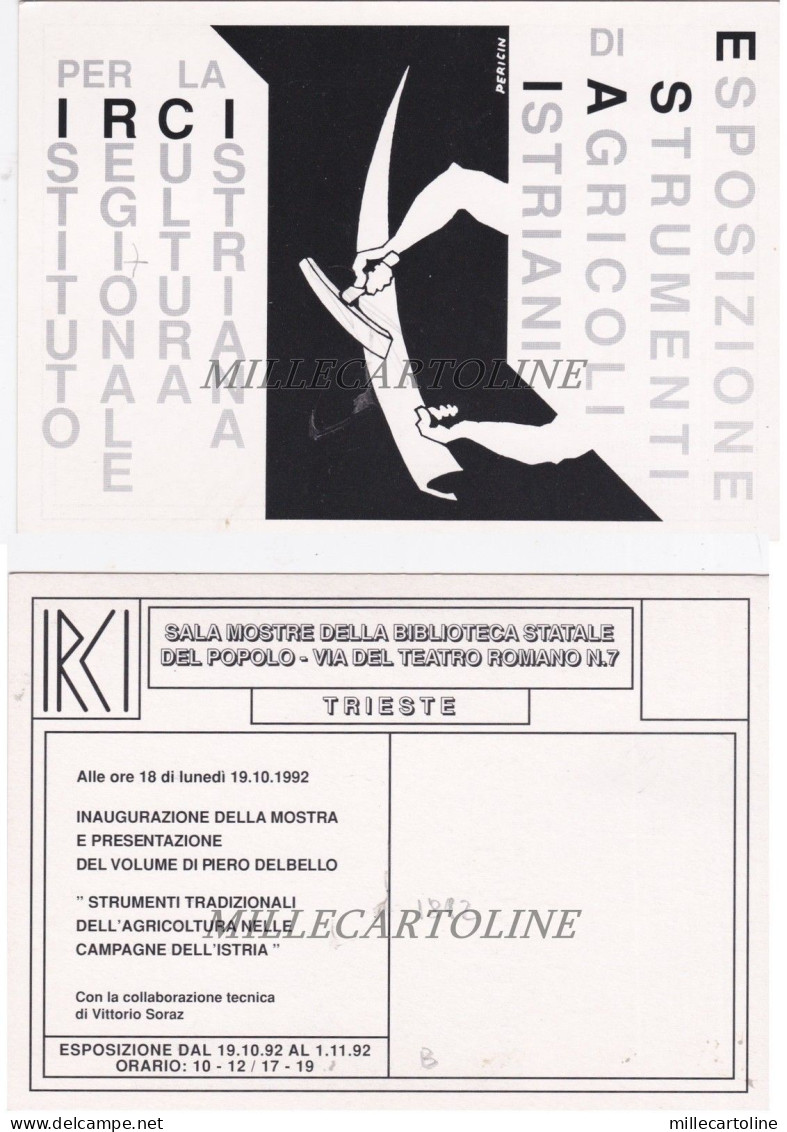 PER LA
IRCI
ISTITUTO
REGIONALE
CULTURA
ISTRIANA
PERICIN
ESPOSIZIONE
DI
STRUMENTI
AGRICOLI
ISTRIANI
MILLECARTOLINE
IRCI
SALA MOSTRE DELLA BIBLIOTECA STATALE
DEL POPOLO - VIA DEL TEATRO ROMANO N.7
TRIESTE
Alle ore 18 di lunedì 19.10.1992
INAUGURAZIONE DELLA MOSTRA
E PRESENTAZIONE
DEL VOLUME DI PIERO DELBELLO
" STRUMENTI TRADIZIONALI
DELL'AGRICOLTURA NELLE
CAMPAGNE DELL'ISTRIA "
1992
MILLECARTOLINE
Con la collaborazione tecnica
di Vittorio Soraz
ESPOSIZIONE DAL 19.10.92 AL 1.11.92
ORARIO: 10 - 12 / 17 - 19
B
delcampe.net
millecartoline